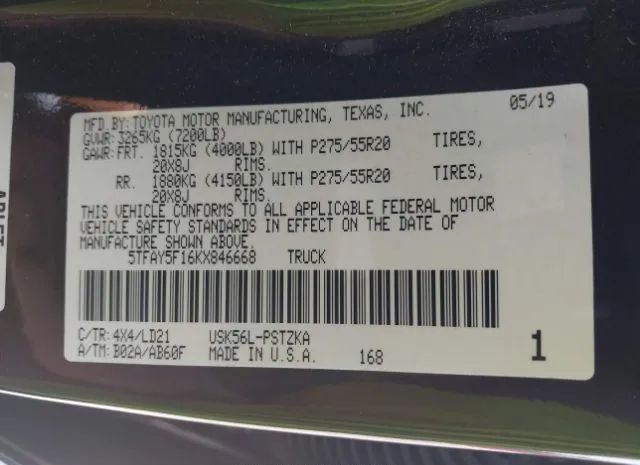 MFD. BY: TOYOTA MOTOR MANUFACTURING, TEXAS, INC. 05/19
GVWR: 3265KG (7200LB)
GAWR: FRT. 1815KG (4000LB) WITH P275/55R20 TIRES,
20X8J RIMS.
RR. 1880KG (4150LB) WITH P275/55R20 TIRES,
20X8J RIMS.
THIS VEHICLE CONFORMS TO ALL APPLICABLE FEDERAL MOTOR
VEHICLE SAFETY STANDARDS IN EFFECT ON THE DATE OF
MANUFACTURE SHOWN ABOVE.
5TFAY5F16KX846668 TRUCK
C/TR: 4X4/LD21 USK56L-PSTZKA
A/TM: B02A/AB60F MADE IN U.S.A. 168 1